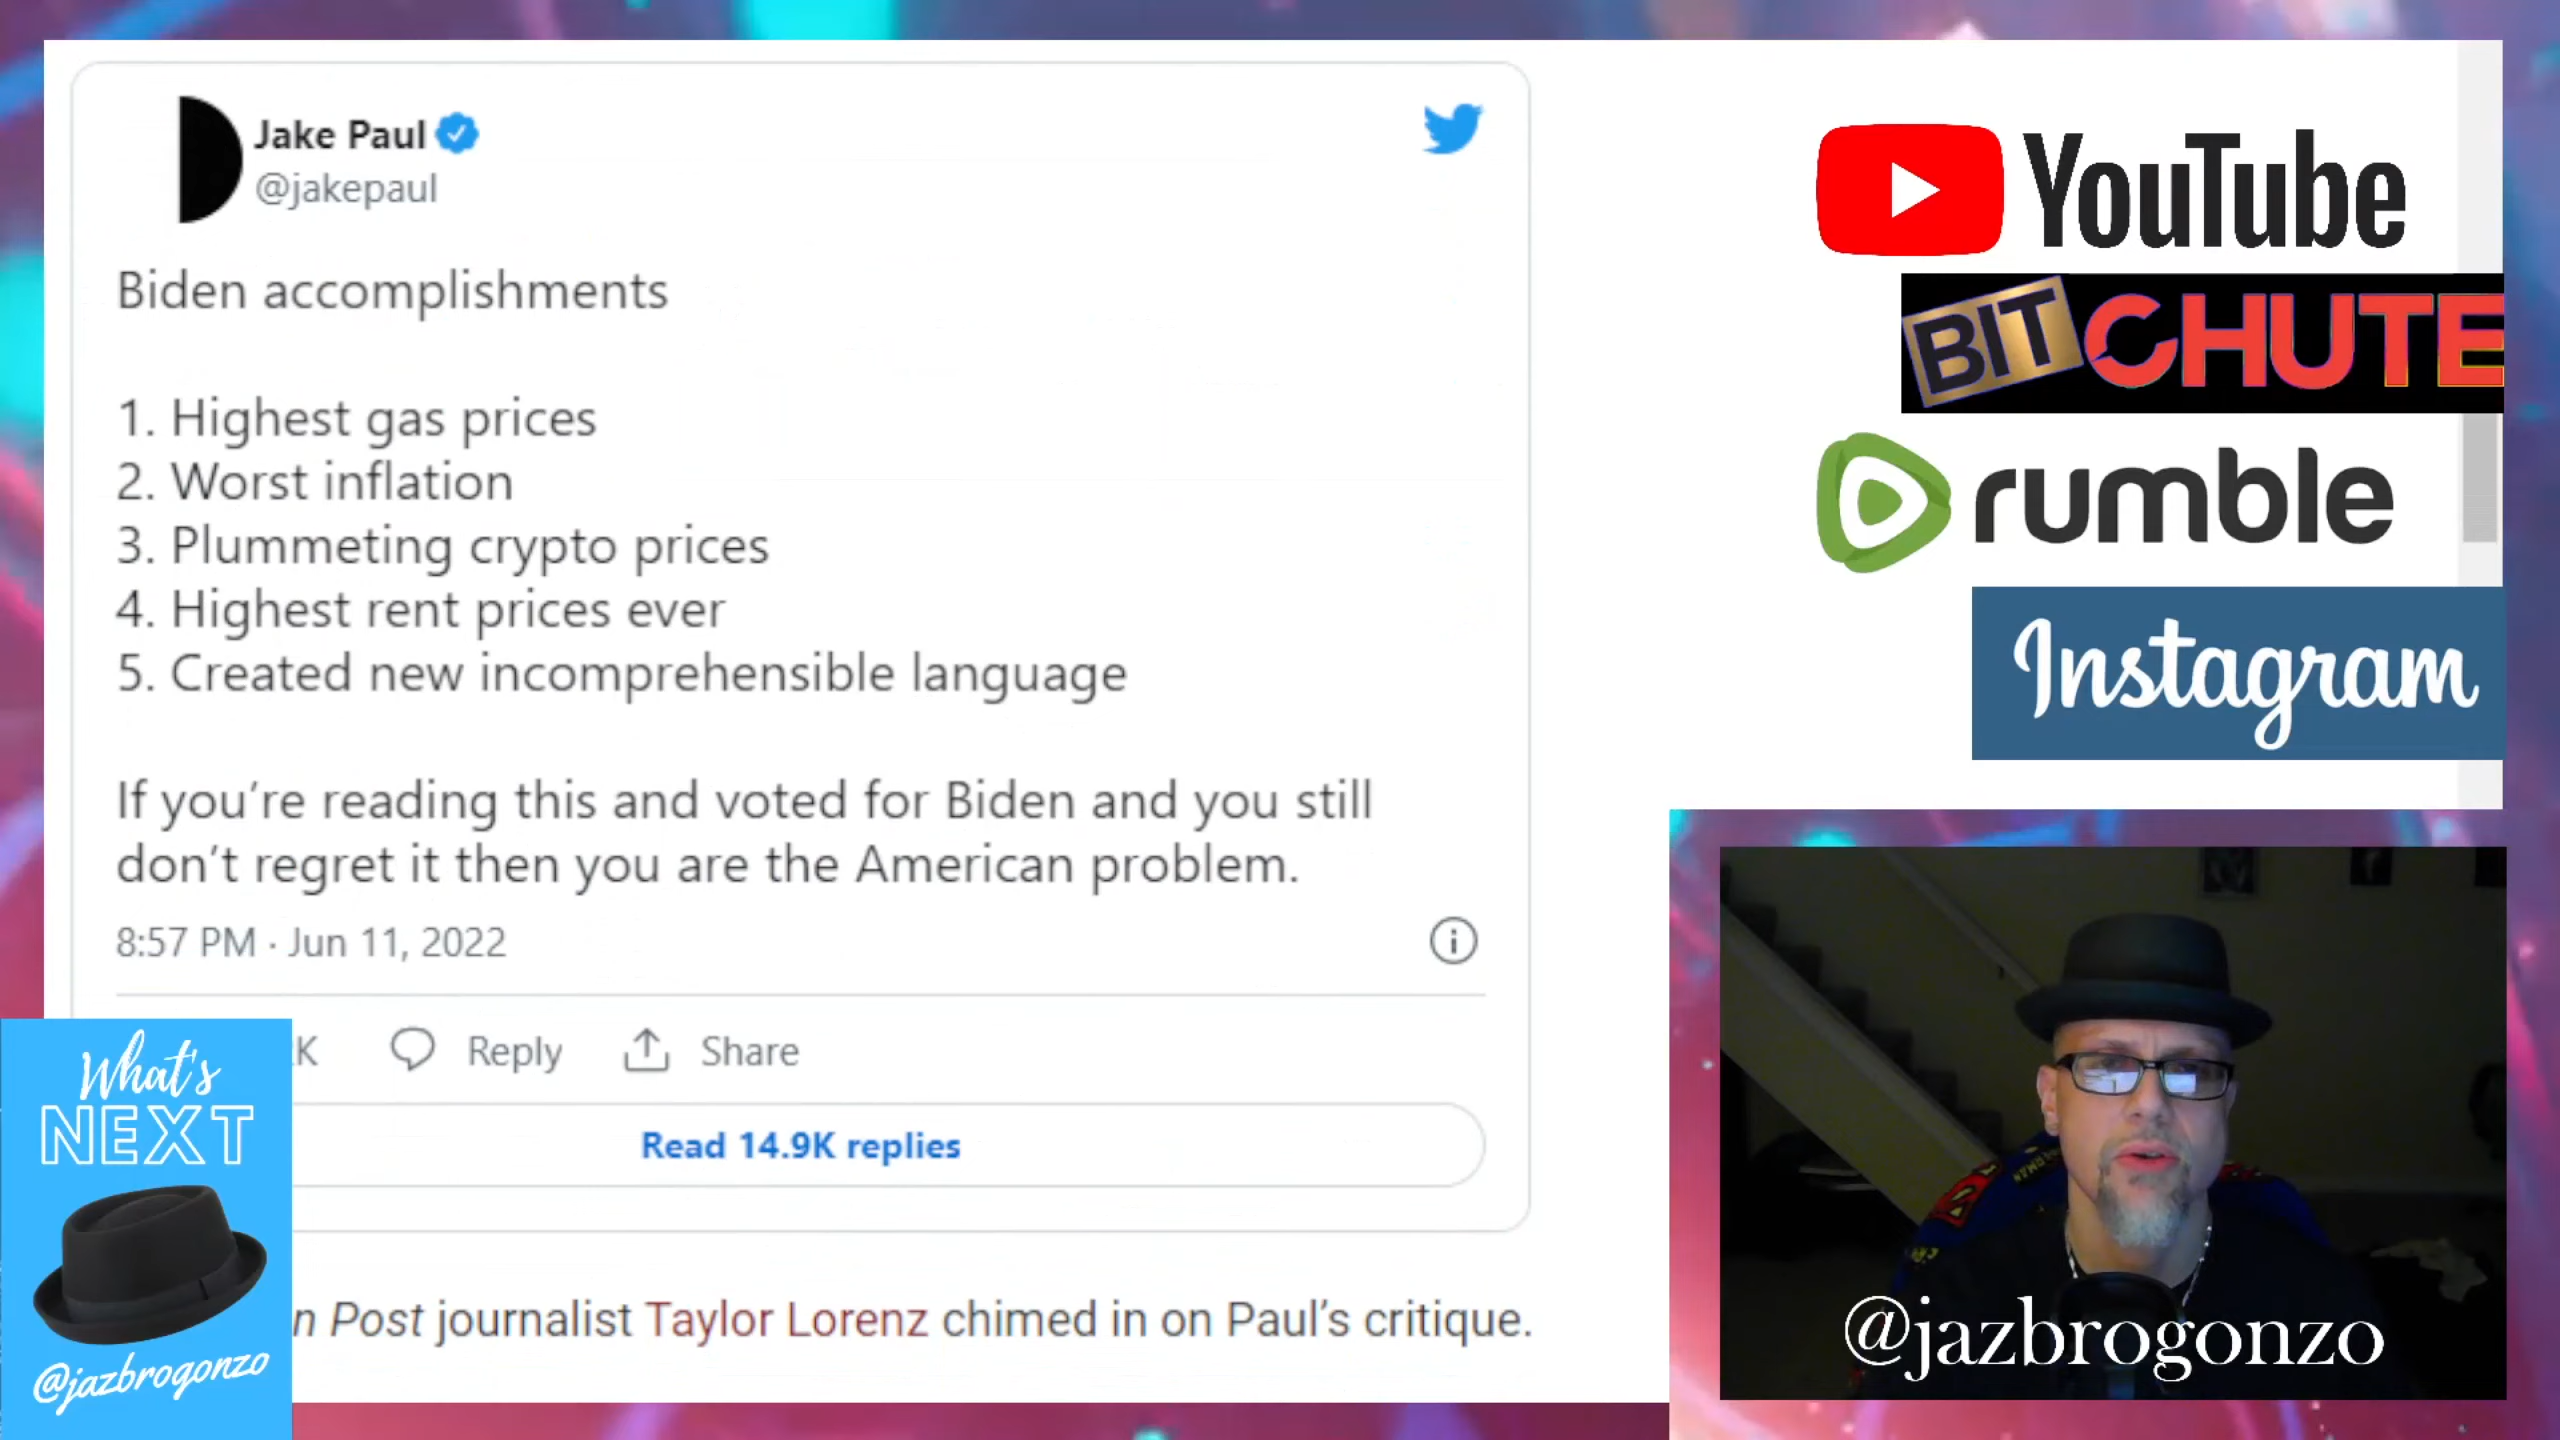 Jake Paul
@jakepaul
Biden accomplishments
1. Highest gas prices
2. Worst inflation
3. Plummeting crypto prices
4. Highest rent prices ever
5. Created new incomprehensible language
If you’re reading this and voted for Biden and you still
don’t regret it then you are the American problem.
8:57 PM · Jun 11, 2022
K Reply Share
Read 14.9K replies
n Post journalist Taylor Lorenz chimed in on Paul’s critique.
What's
NEXT
@jazbrogonzo
YouTube
BITCHUTE
rumble
Instagram
@jazbrogonzo